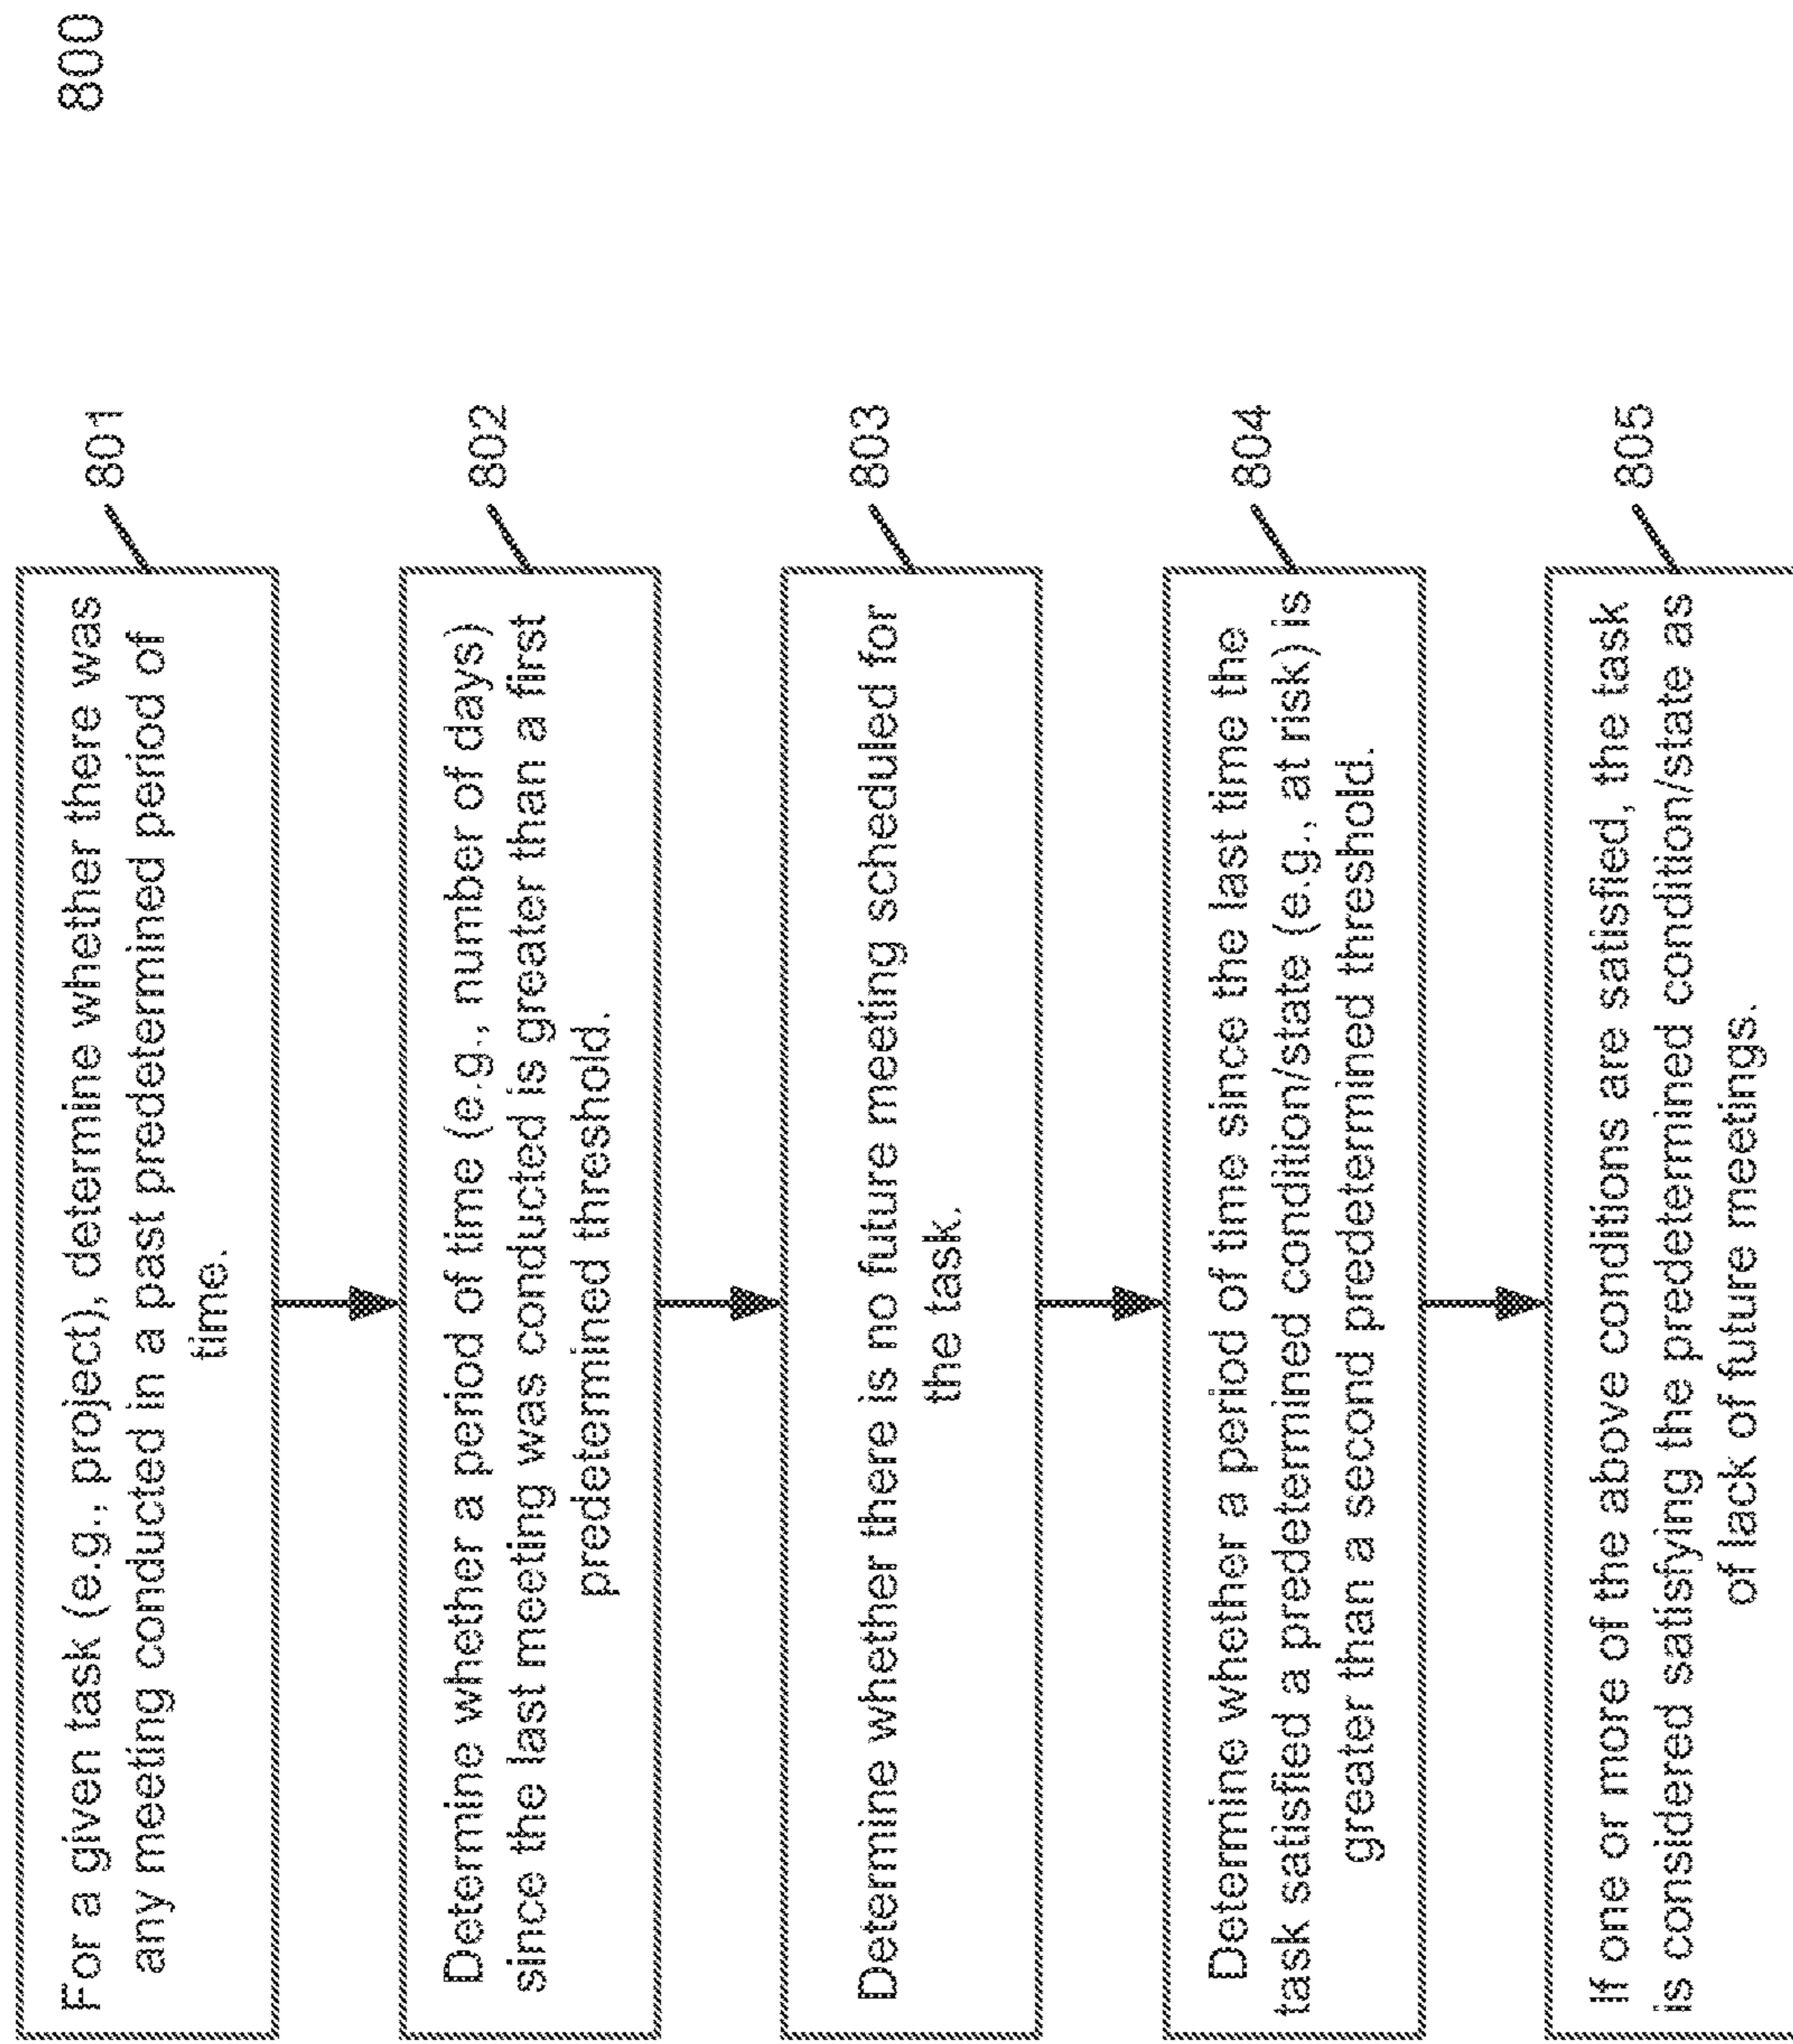 800
For a given task (e.g., project), determine whether there was
any meeting conducted in a past predetermined period of
time.
801
Determine whether a period of time (e.g., number of days)
since the last meeting was conducted is greater than a first
predetermined threshold.
802
Determine whether there is no future meeting scheduled for
the task.
803
Determine whether a period of time since the last time the
task satisfied a predetermined condition/state (e.g., at risk) is
greater than a second predetermined threshold.
804
If one or more of the above conditions are satisfied, the task
is considered satisfying the predetermined condition/state as
of lack of future meetings.
805